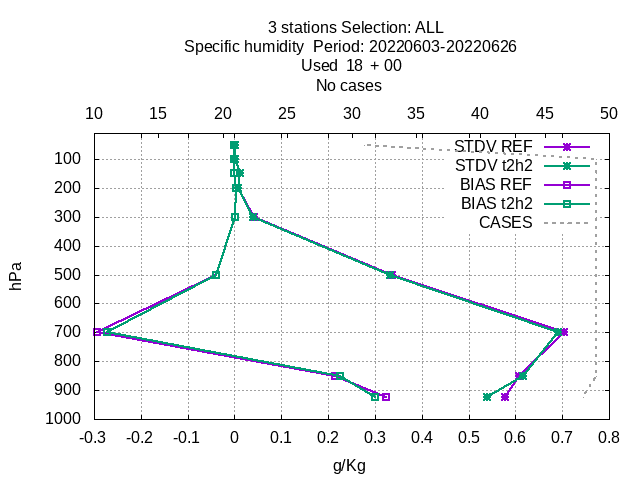 3 stations Selection: ALL
Specific humidity  Period: 20220603-20220626
Used  18  + 00
No cases
10 15 20 25 30 35 40 45 50
STDV REF
STDV t2h2
BIAS REF
BIAS t2h2
CASES
hPa
100
200
300
400
500
600
700
800
900
1000
-0.3 -0.2 -0.1 0 0.1 0.2 0.3 0.4 0.5 0.6 0.7 0.8
g/Kg